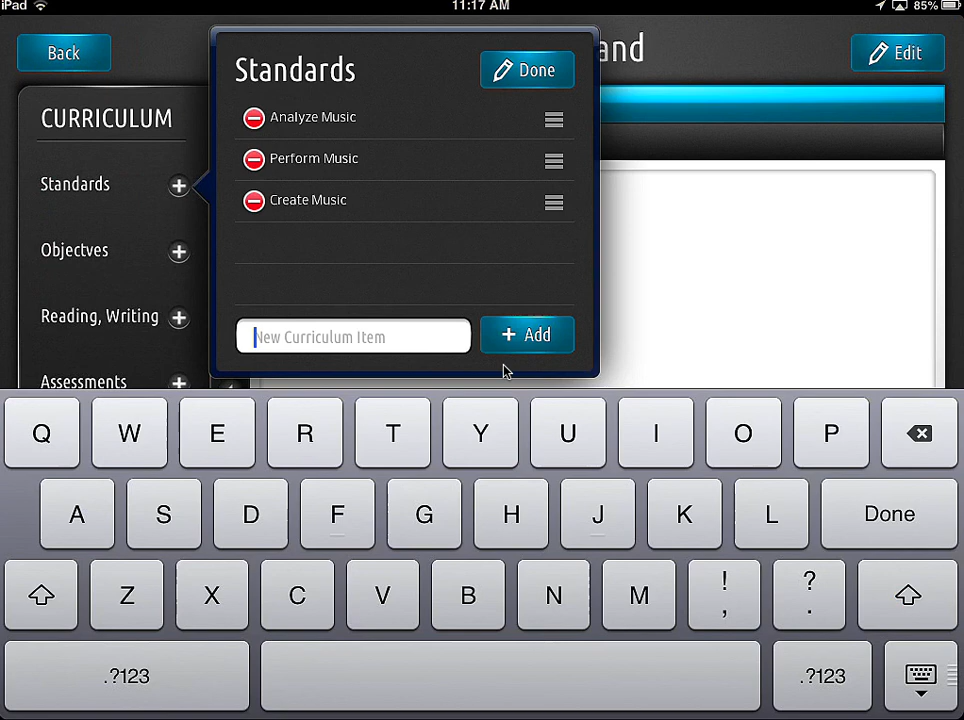 iPad 11:17 AM 85%
Back and Edit
Standards Done
CURRICULUM
Analyze Music
Perform Music
Standards
Create Music
Objectves
Reading, Writing
New Curriculum Item + Add
Assessments
Q W E R T Y U I O P
A S D F G H J K L Done
Z X C V B N M ! , ? .
.?123 .?123